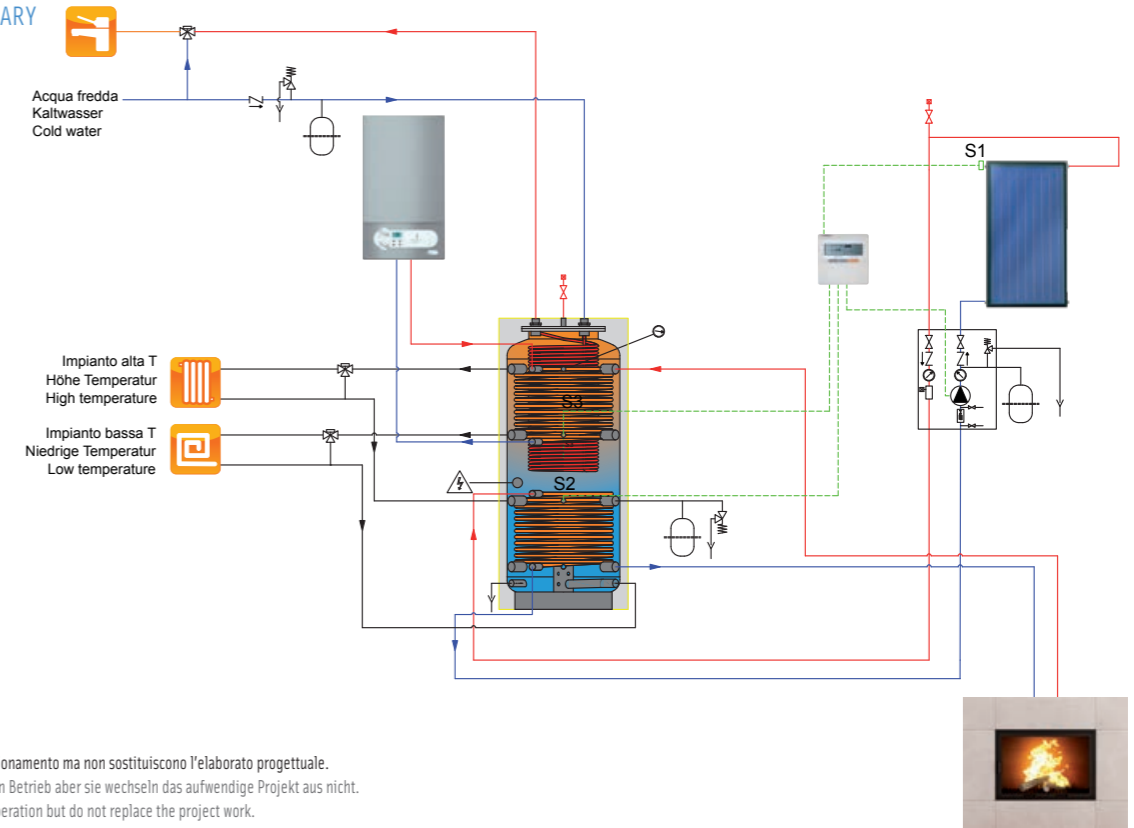 ARY
Acqua fredda
Kaltwasser
Cold water
S1
Impianto alta T
Höhe Temperatur
High temperature
S3
Impianto bassa T
Niedrige Temperatur
Low temperature
S2
onamento ma non sostituiscono l'elaborato progettuale.
n Betrieb aber sie wechseln das aufwendige Projekt aus nicht.
eration but do not replace the project work.